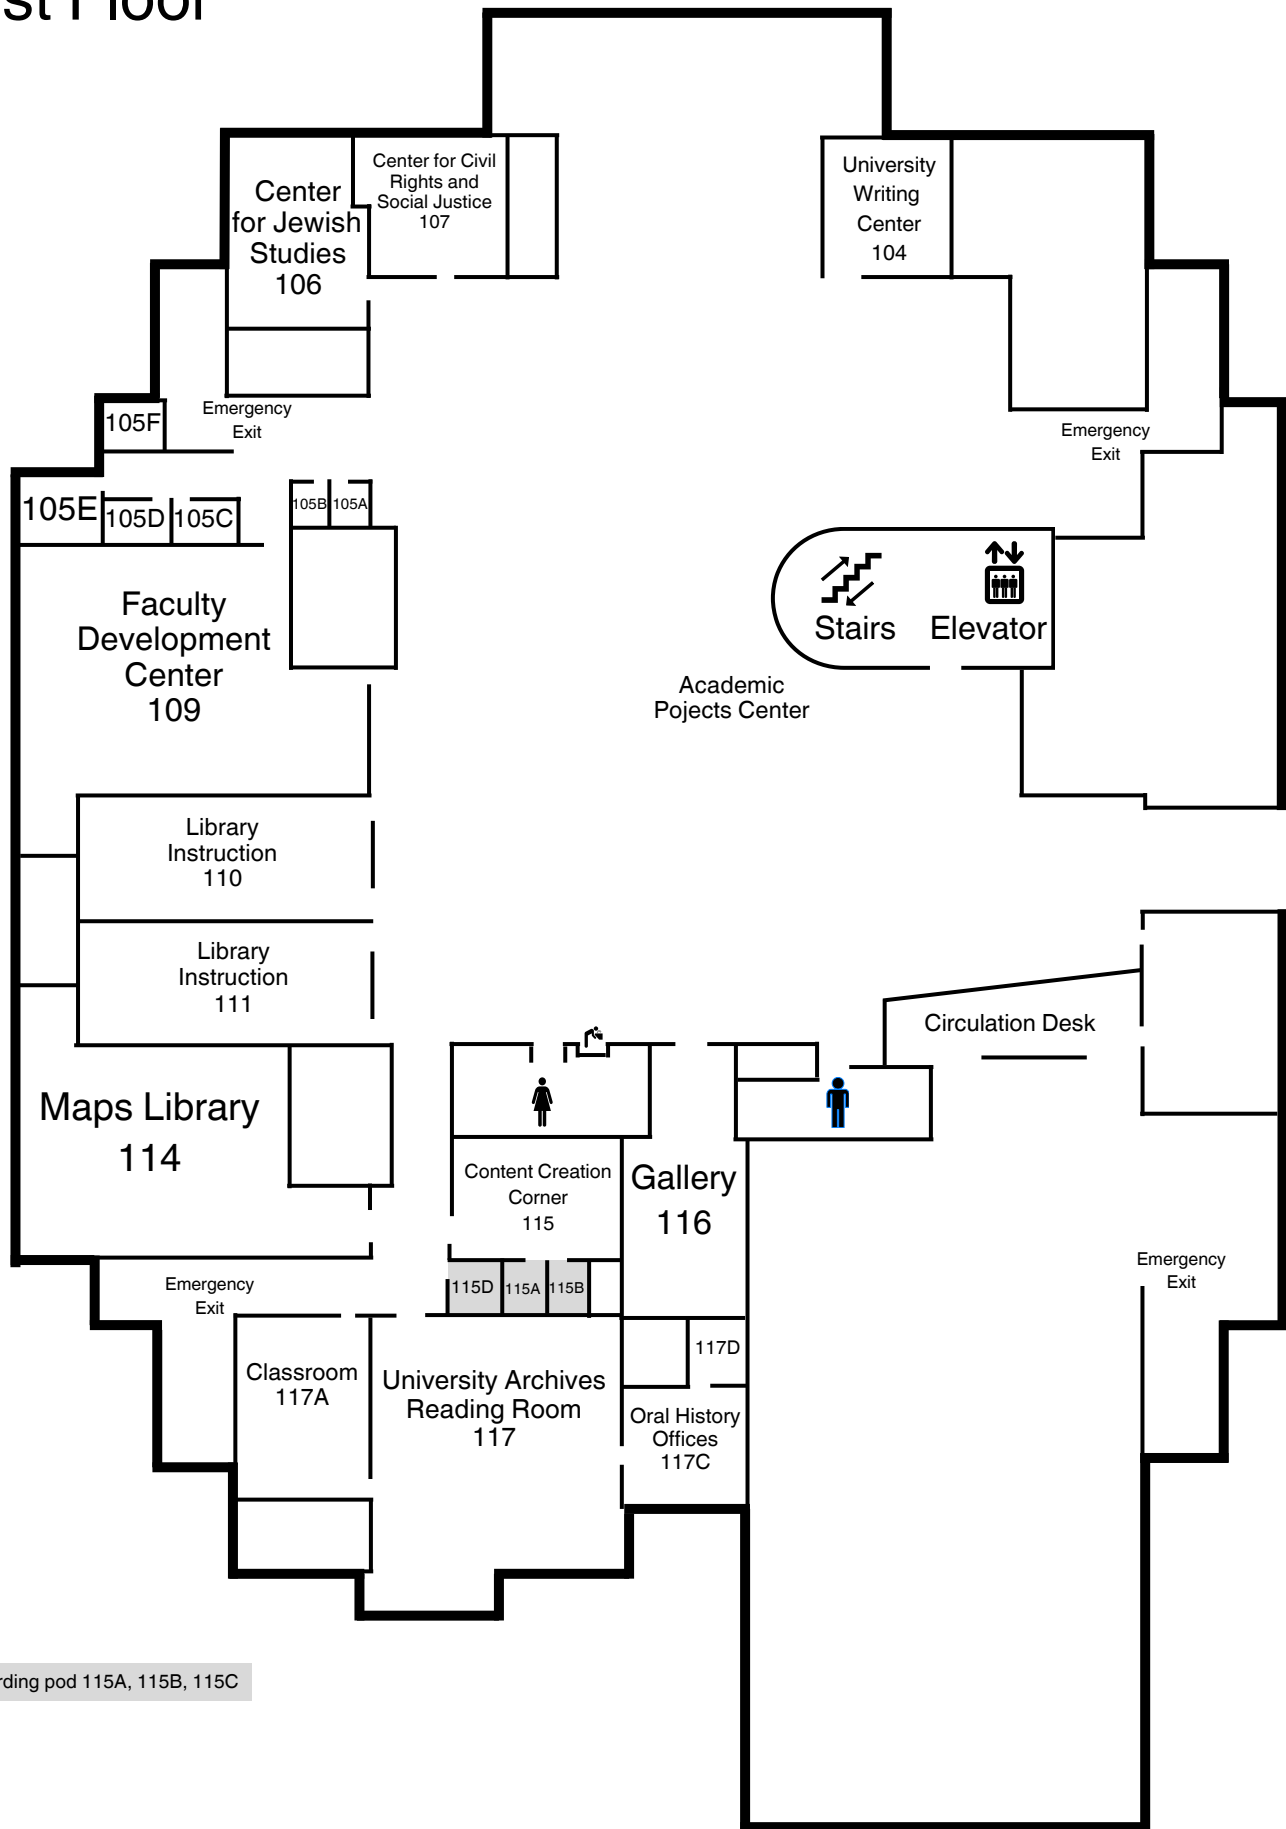 st Floor
Center for Civil
Rights and
Social Justice
107
Center
for Jewish
Studies
106
University
Writing
Center
104
105F
Emergency
Exit
Emergency
Exit
105E
105D
105C
105B
105A
Faculty
Development
Center
109
Stairs
Elevator
Academic
Pojects Center
Library
Instruction
110
Library
Instruction
111
Circulation Desk
Maps Library
114
Content Creation
Corner
115
Gallery
116
115D
115A
115B
Emergency
Exit
Emergency
Exit
117D
Classroom
117A
University Archives
Reading Room
117
Oral History
Offices
117C
rding pod 115A, 115B, 115C